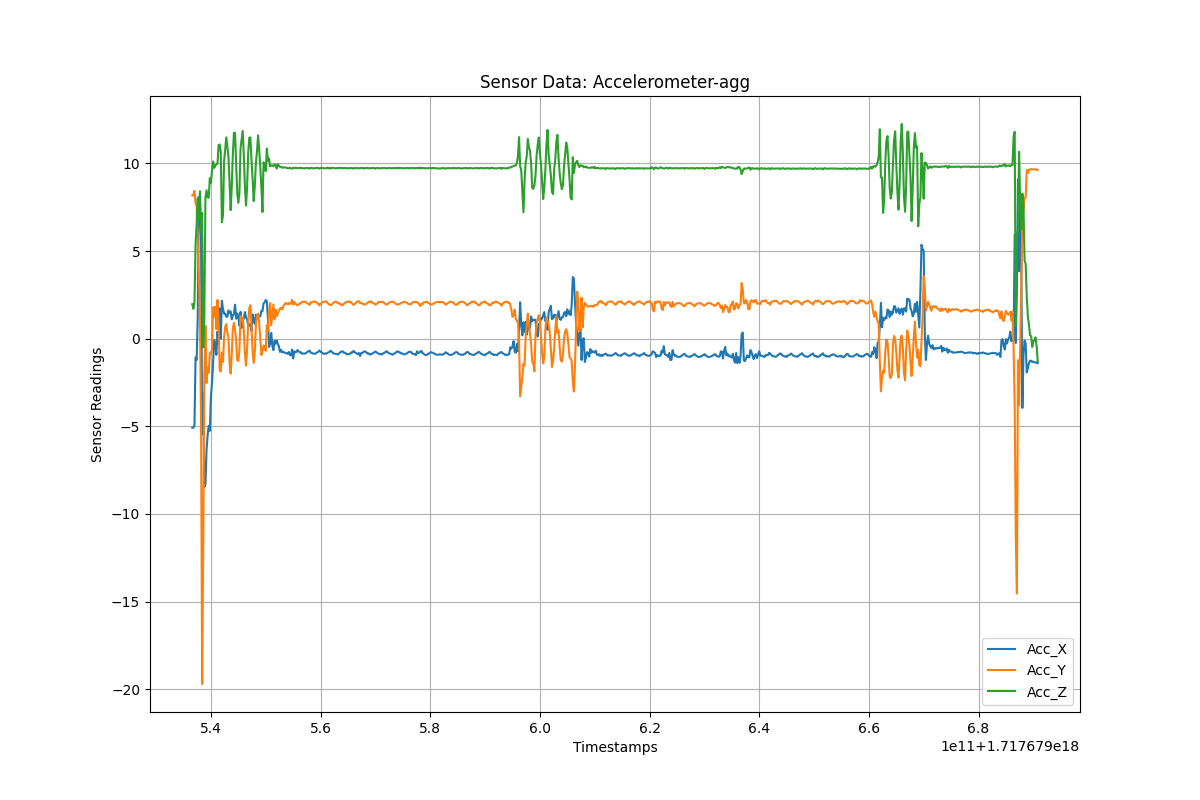 Sensor Data: Accelerometer-agg
Sensor Readings
10
5
0
−5
−10
−15
−20
Acc_X
Acc_Y
Acc_Z
5.4 5.6 5.8 6.0 6.2 6.4 6.6 6.8
Timestamps
1e11+1.717679e18